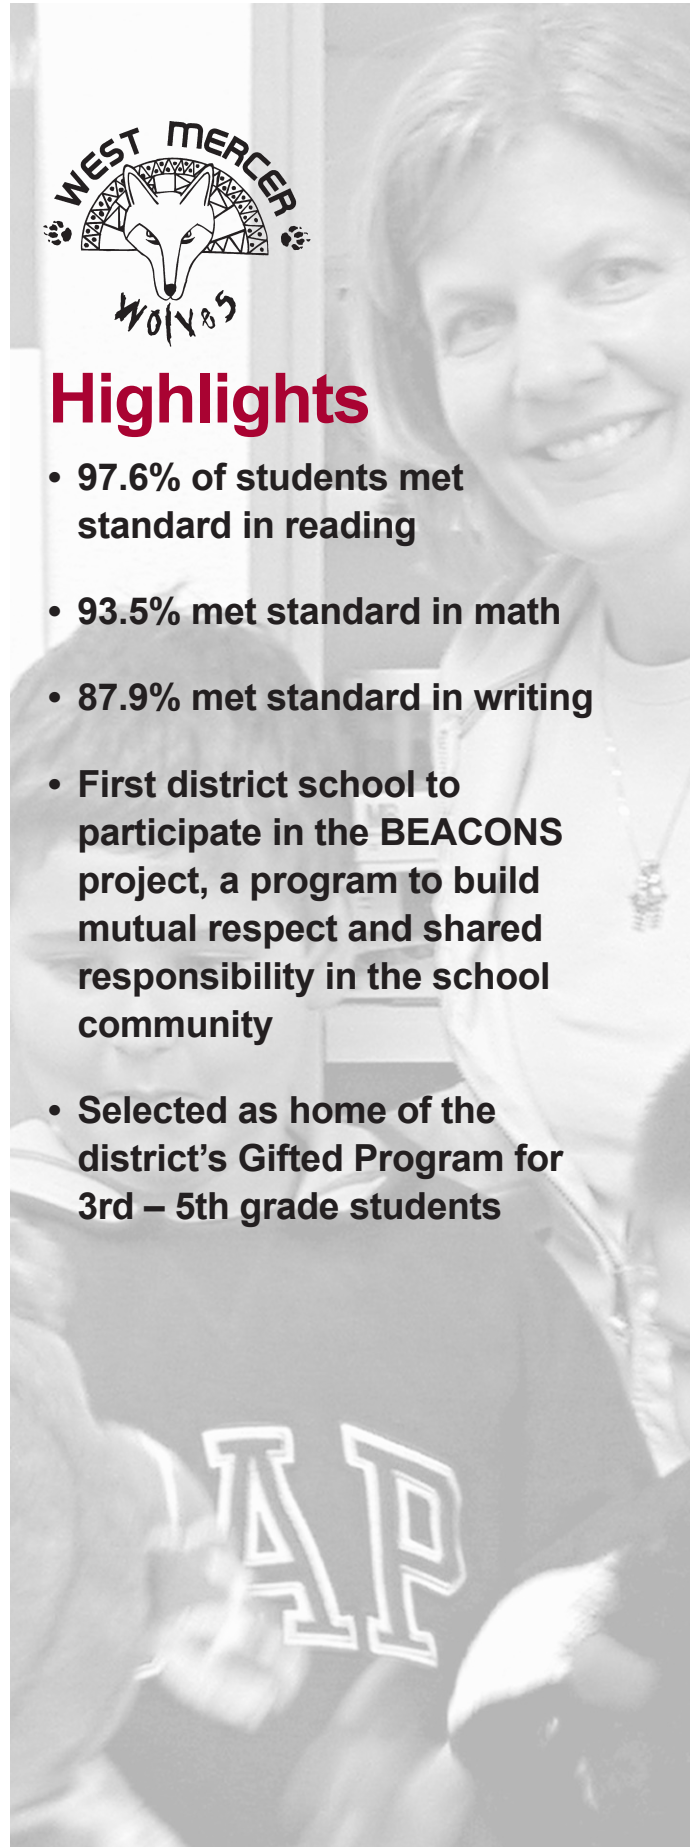 WEST MERCER
Wolves
Highlights
• 97.6% of students met
standard in reading
• 93.5% met standard in math
• 87.9% met standard in writing
• First district school to
participate in the BEACONS
project, a program to build
mutual respect and shared
responsibility in the school
community
• Selected as home of the
district’s Gifted Program for
3rd – 5th grade students
AP